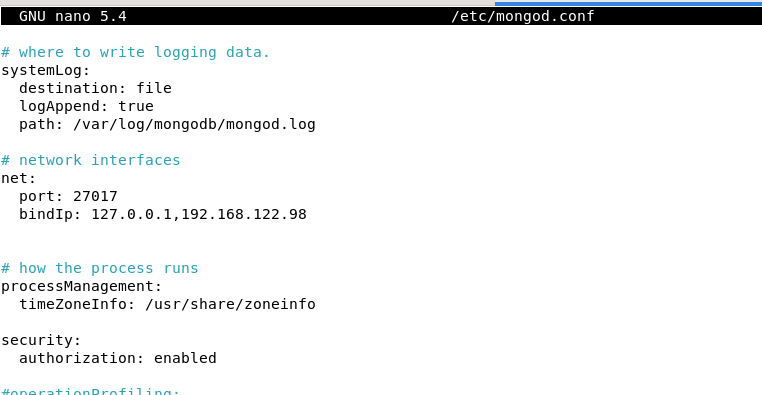 GNU nano 5.4 /etc/mongod.conf
# where to write logging data.
systemLog:
  destination: file
  logAppend: true
  path: /var/log/mongodb/mongod.log
# network interfaces
net:
  port: 27017
  bindIp: 127.0.0.1,192.168.122.98
# how the process runs
processManagement:
  timeZoneInfo: /usr/share/zoneinfo
security:
  authorization: enabled
#operationProfiling: